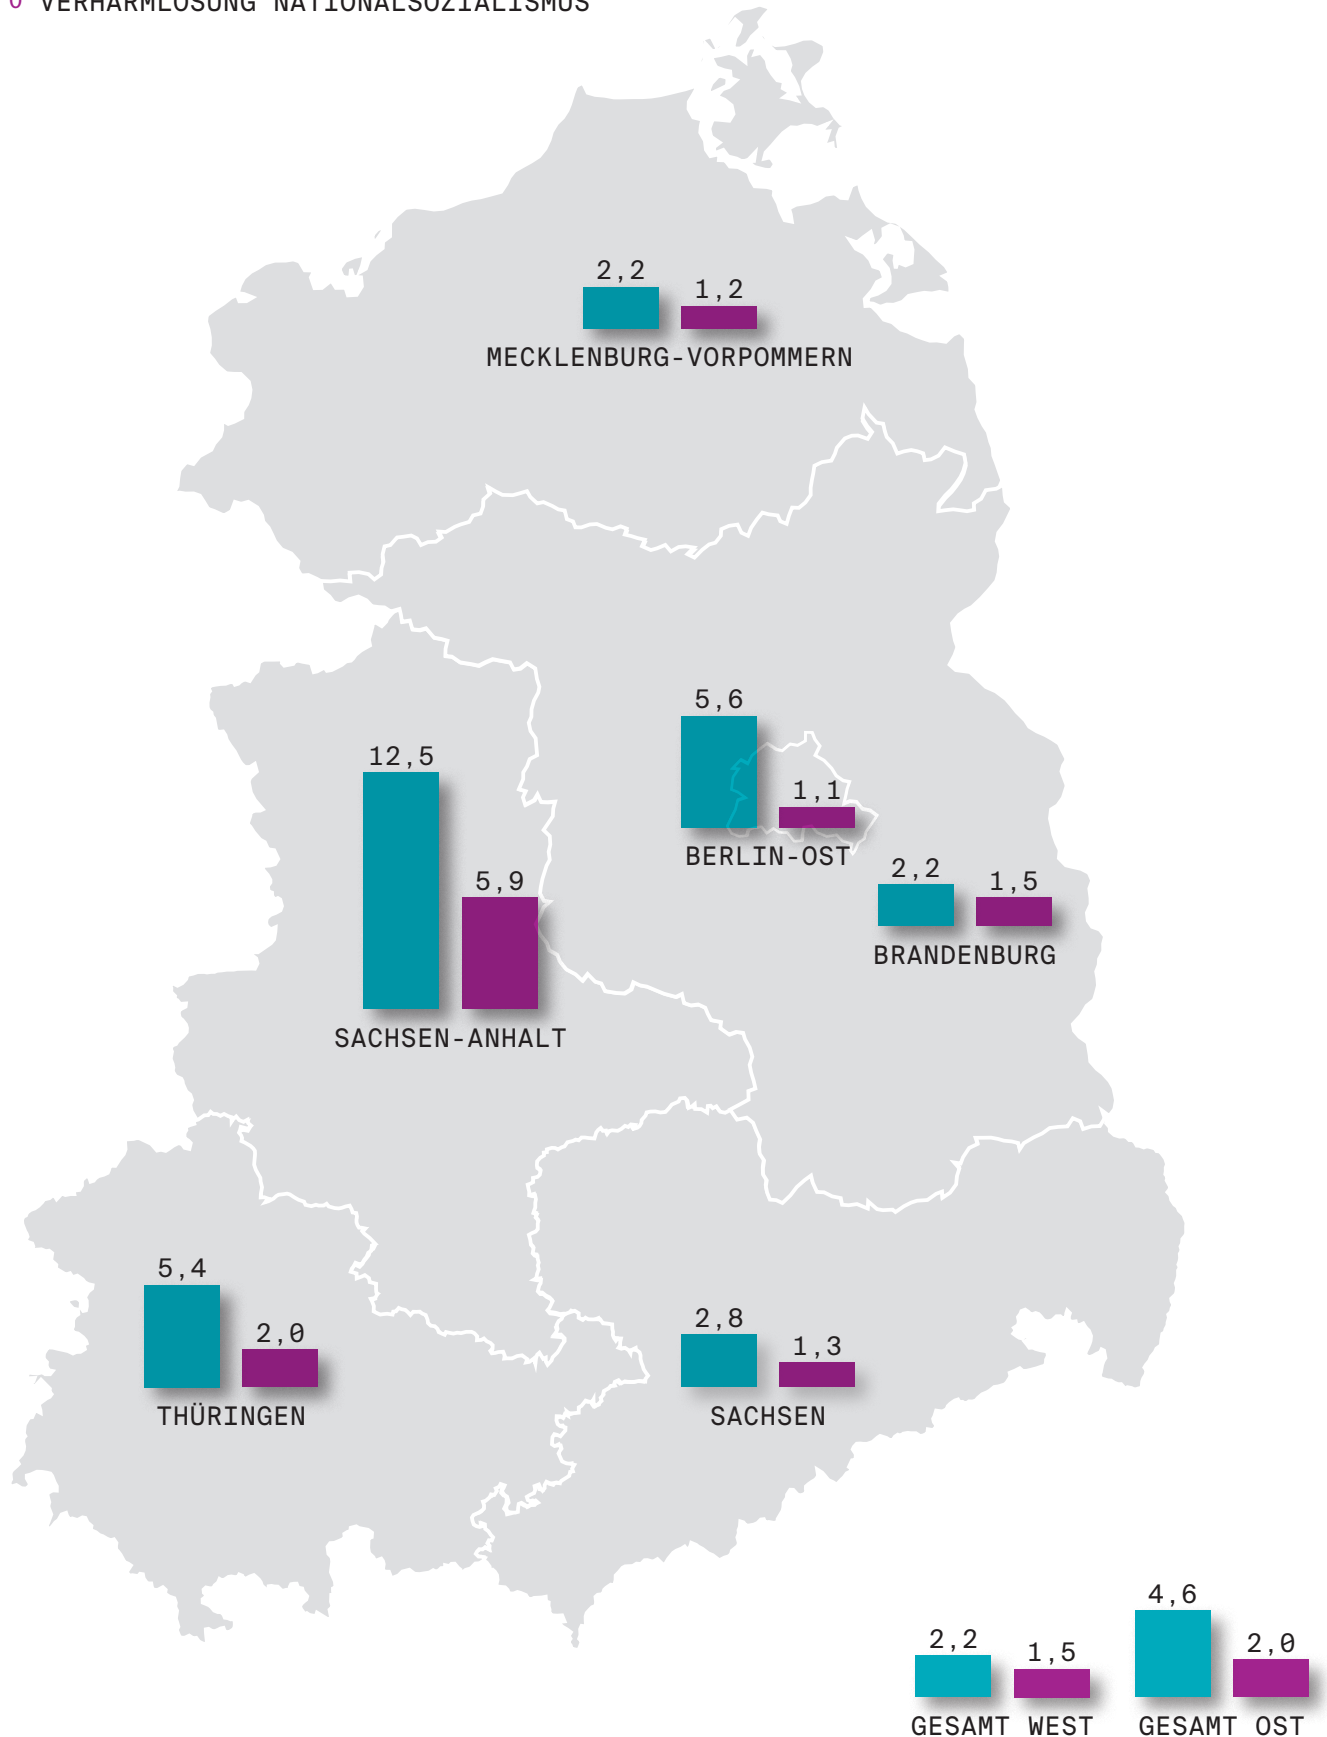 VERHARMLOSUNG NATIONALSOZIALISMUS
2,2
1,2
MECKLENBURG-VORPOMMERN
5,6
1,1
BERLIN-OST
12,5
5,9
SACHSEN-ANHALT
2,2
1,5
BRANDENBURG
5,4
2,0
THÜRINGEN
2,8
1,3
SACHSEN
2,2
1,5
GESAMT WEST
4,6
2,0
GESAMT OST